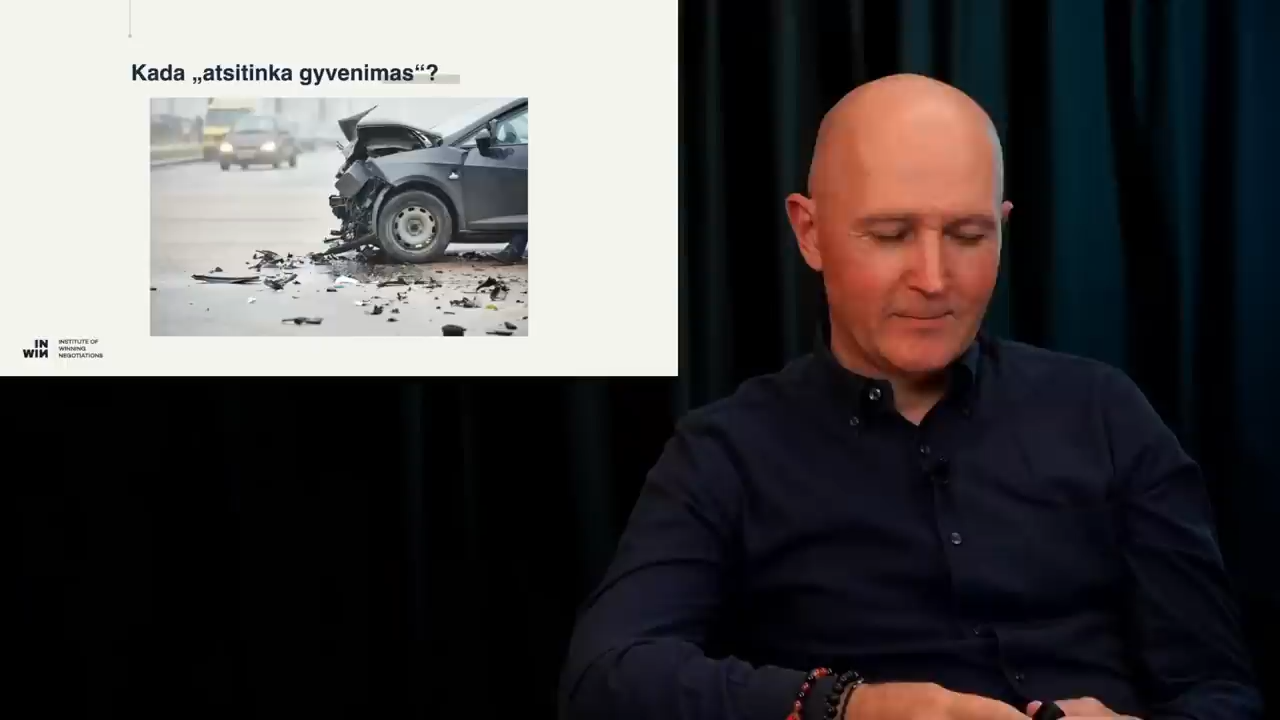 Kada „atsitinka gyvenimas“?
IN
WIN
INSTITUTE OF
WINNING
NEGOTIATIONS